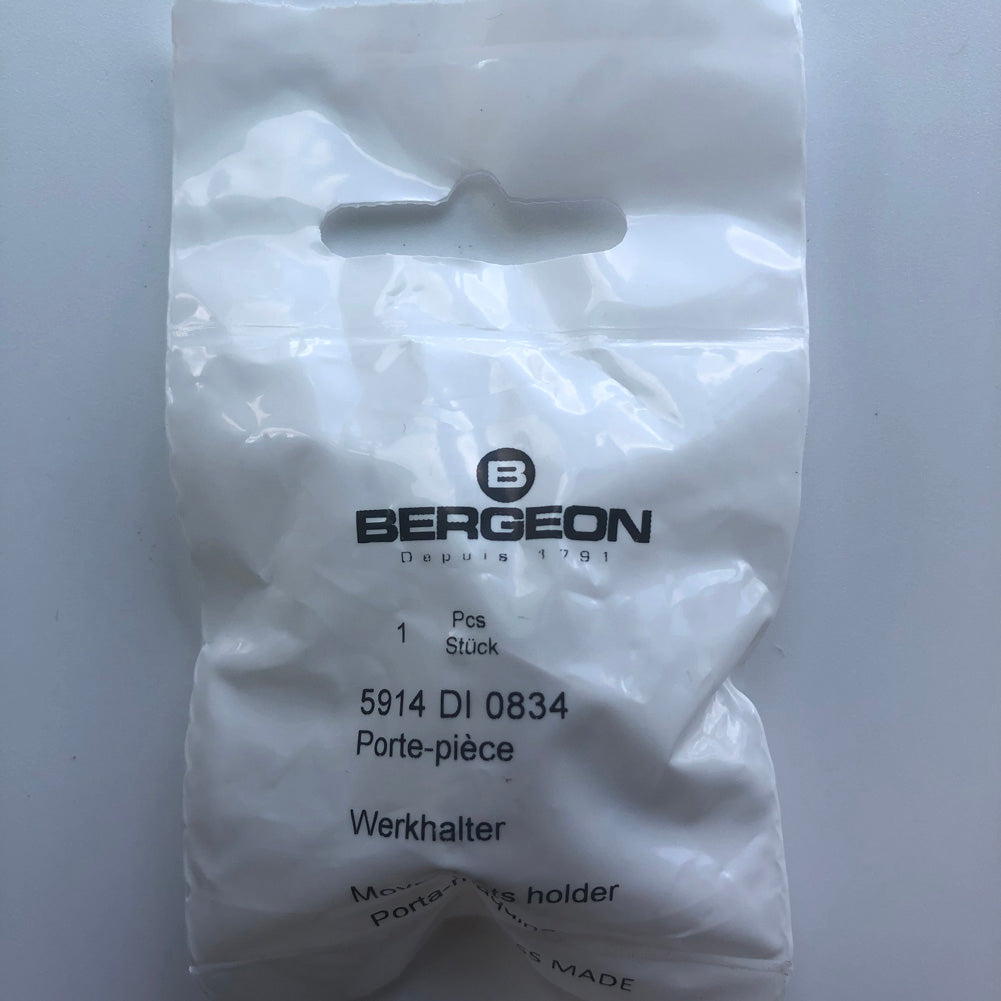 B
BERGEON
Depuis 1791
1 Pcs
Stück
5914 DI 0834
Porte-pièce
Werkhalter
holder
MADE